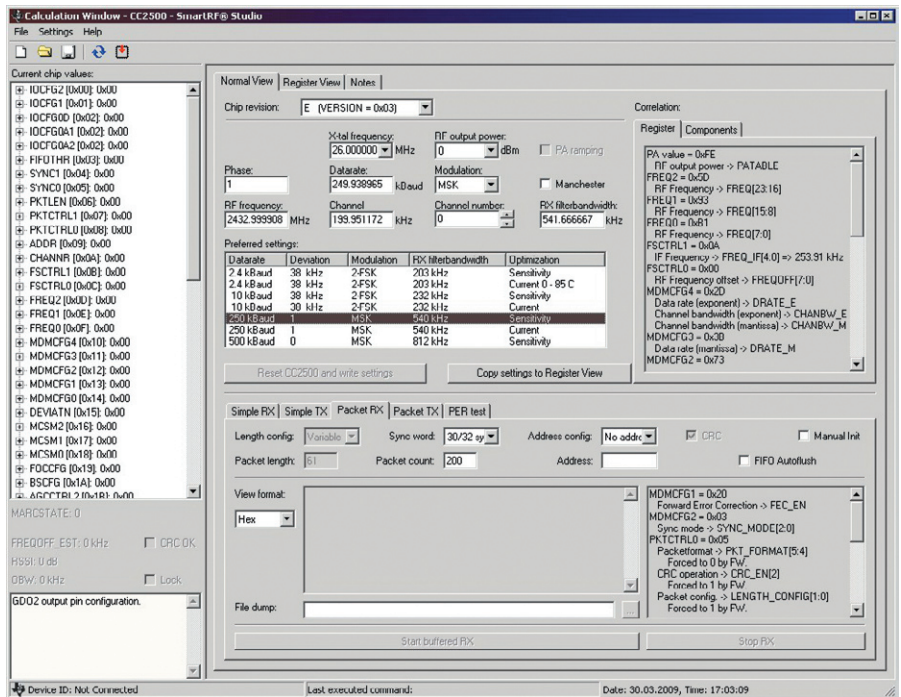 Calculation Window - CC2500 - SmartRF® Studio
File Settings Help
Current chip values:
IOCFG2 [0x00]: 0x00
IOCFG1 [0x01]: 0x00
IOCFG0D [0x02]: 0x00
IOCFG0A1 [0x02]: 0x00
IOCFG0A2 [0x02]: 0x00
FIFOTHR [0x03]: 0x00
SYNC1 [0x04]: 0x00
SYNC0 [0x05]: 0x00
PKTLEN [0x06]: 0x00
PKTCTRL1 [0x07]: 0x00
PKTCTRL0 [0x08]: 0x00
ADDR [0x09]: 0x00
CHANNR [0x0A]: 0x00
FSCTRL1 [0x0B]: 0x00
FSCTRL0 [0x0C]: 0x00
FREQ2 [0x0D]: 0x00
FREQ1 [0x0E]: 0x00
FREQ0 [0x0F]: 0x00
MDMCFG4 [0x10]: 0x00
MDMCFG3 [0x11]: 0x00
MDMCFG2 [0x12]: 0x00
MDMCFG1 [0x13]: 0x00
MDMCFG0 [0x14]: 0x00
DEVIATN [0x15]: 0x00
MCSM2 [0x16]: 0x00
MCSM1 [0x17]: 0x00
MCSM0 [0x18]: 0x00
FOCCFG [0x19]: 0x00
BSCFG [0x1A]: 0x00
AGCCTRL2 [0x1B]: 0x00
MARCSTATE: 0
FREQOFF_EST: 0 kHz CRC OK
RSSI: 0 dB
OBW: 0 kHz Lock
GDO2 output pin configuration.
Normal View Register View Notes
Chip revision: E (VERSION = 0x03)
X-tal frequency: RF output power:
26.000000 MHz 0 dBm PA ramping
Phase: Datarate: Modulation:
1 249.938965 kBaud MSK Manchester
RF frequency: Channel Channel number: RX filterbandwidth:
2432.999908 MHz 199.951172 kHz 0 541.666667 kHz
Preferred settings:
Datarate Deviation Modulation RX filterbandwidth Optimization
2.4 kBaud 38 kHz 2-FSK 203 kHz Sensitivity
2.4 kBaud 38 kHz 2-FSK 203 kHz Current 0 - 85 C
10 kBaud 38 kHz 2-FSK 232 kHz Sensitivity
10 kBaud 38 kHz 2-FSK 232 kHz Current
250 kBaud 1 MSK 540 kHz Sensitivity
250 kBaud 1 MSK 540 kHz Current
500 kBaud 0 MSK 812 kHz Sensitivity
Reset CC2500 and write settings Copy settings to Register View
Correlation:
Register Components
PA value = 0xFE
RF output power -> PATABLE
FREQ2 = 0x5D
RF Frequency -> FREQ[23:16]
FREQ1 = 0x93
RF Frequency -> FREQ[15:8]
FREQ0 = 0xB1
RF Frequency -> FREQ[7:0]
FSCTRL1 = 0x0A
IF Frequency -> FREQ_IF[4:0] => 253.91 kHz
FSCTRL0 = 0x00
RF Frequency offset -> FREQOFF[7:0]
MDMCFG4 = 0x2D
Data rate (exponent) -> DRATE_E
Channel bandwidth (exponent) -> CHANBW_E
Channel bandwidth (mantissa) -> CHANBW_M
MDMCFG3 = 0x3B
Data rate (mantissa) -> DRATE_M
MDMCFG2 = 0x73
Simple RX Simple TX Packet RX Packet TX PER test
Length config: Variable Sync word: 30/32 sy Address config: No addre CRC Manual Init
Packet length: 61 Packet count: 200 Address: FIFO Autoflush
View format:
Hex
File dump: ...
MDMCFG1 = 0x20
Forward Error Correction -> FEC_EN
MDMCFG2 = 0x03
Sync mode -> SYNC_MODE[2:0]
PKTCTRL0 = 0x05
Packetformat -> PKT_FORMAT[5:4]
Forced to 0 by FW.
CRC operation -> CRC_EN[2]
Forced to 1 by FW.
Packet config. -> LENGTH_CONFIG[1:0]
Forced to 1 by FW.
Start buffered RX Stop RX
Device ID: Not Connected Last executed command: Date: 30.03.2009, Time: 17:03:09